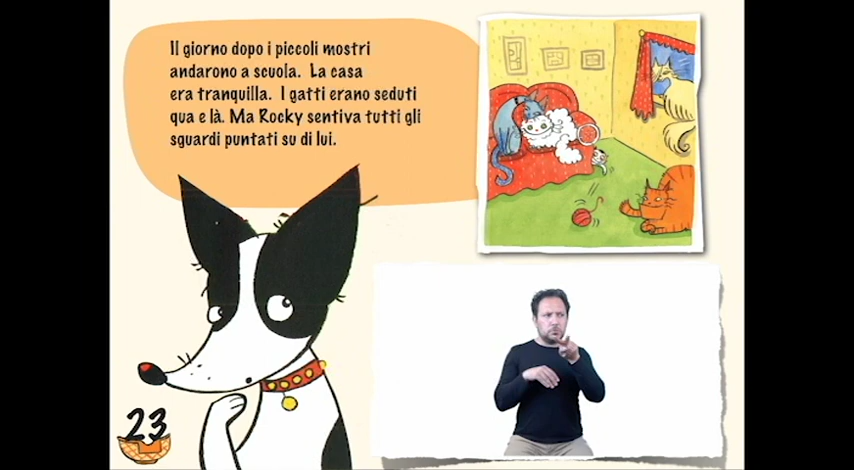 Il giorno dopo i piccoli mostri
andarono a scuola. La casa
era tranquilla. I gatti erano seduti
qua e là. Ma Rocky sentiva tutti gli
sguardi puntati su di lui.
23